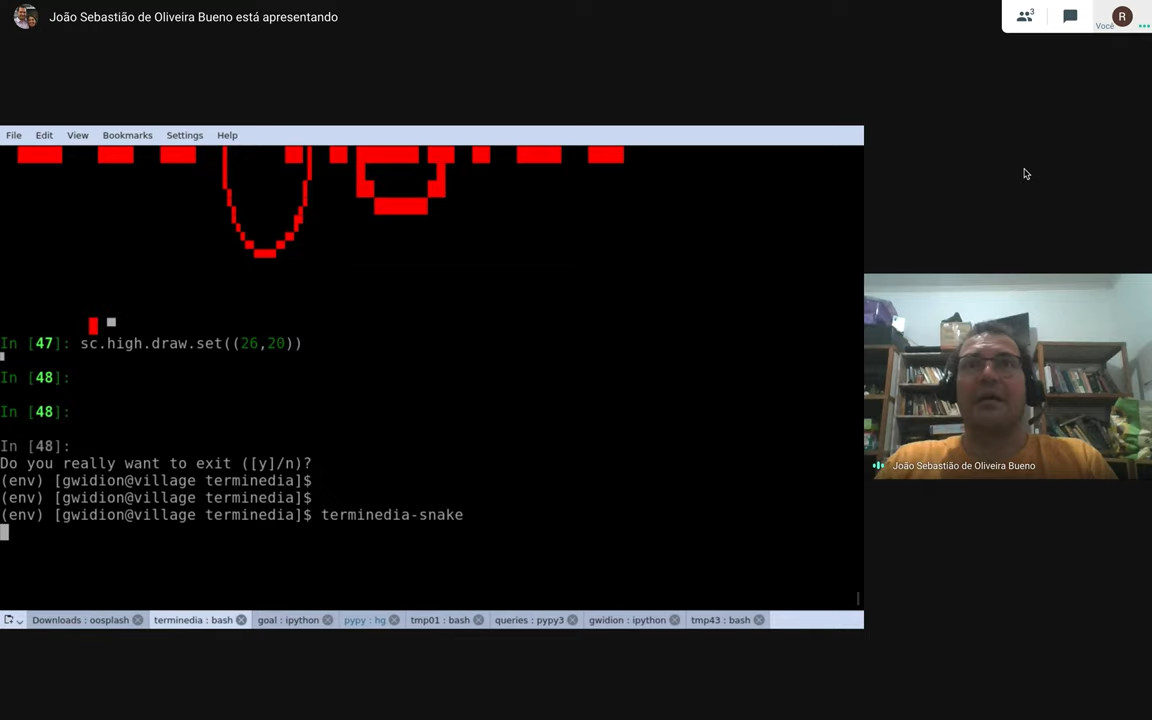 João Sebastião de Oliveira Bueno está apresentando
3
Você
R
File Edit View Bookmarks Settings Help
In [47]: sc.high.draw.set((26,20))
In [48]:
In [48]:
In [48]:
Do you really want to exit ([y]/n)?
(env) [gwidion@village terminedia]$
(env) [gwidion@village terminedia]$
(env) [gwidion@village terminedia]$ terminedia-snake
João Sebastião de Oliveira Bueno
Downloads : oosplash
terminedia : bash
goal : ipython
pypy : hg
tmp01 : bash
queries : pypy3
gwidion : ipython
tmp43 : bash